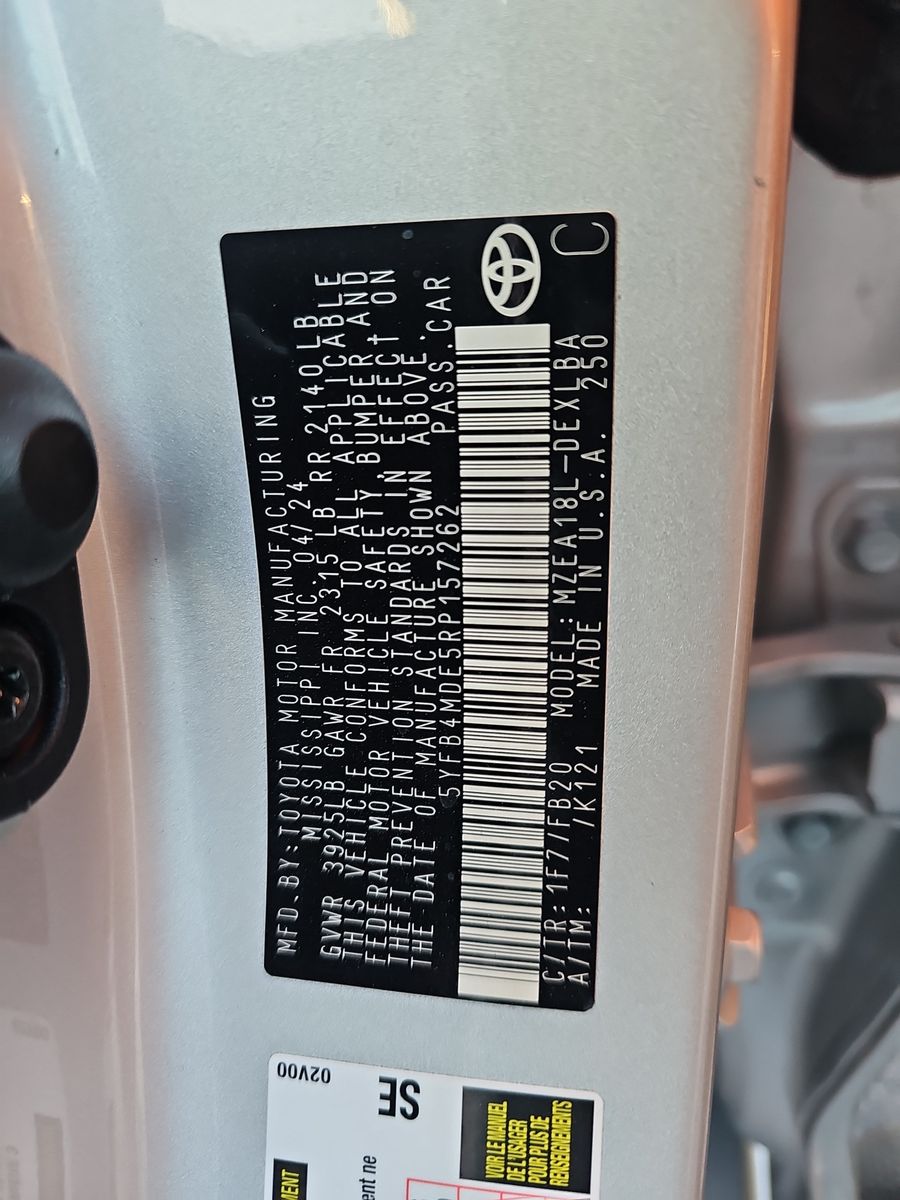 MFD.BY:TOYOTA MOTOR MANUFACTURING
MISSISSIPPI INC. 04/24
GVWR 3925LB GAWR FR 2315 LB RR 2140 LB
THIS VEHICLE CONFORMS TO ALL APPLICABLE
FEDERAL MOTOR VEHICLE SAFETY, BUMPER AND
THEFT PREVENTION STANDARDS IN EFFECT ON
THE DATE OF MANUFACTURE SHOWN ABOVE.
5YFB4MDE5RP157262 PASS.CAR
C/TR:1F7/FB20 MODEL:MZEA18L-DEXLBA
A/TM: /K121 MADE IN U.S.A. 250 C
02V00
SE
VOIR LE MANUEL
DE L'USAGER
POUR PLUS DE
RENSEIGNEMENTS
ent ne